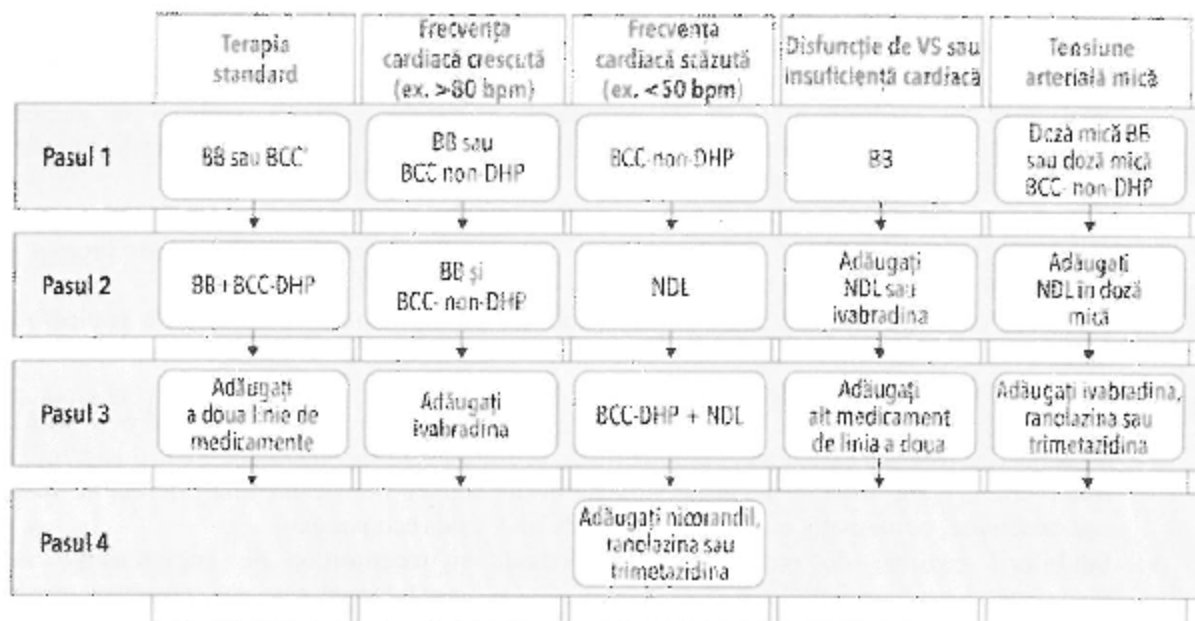 Terapia
standard
Frecvența
cardiacă crescută
(ex. >80 bpm)
Frecvența
cardiacă scăzută
(ex. <50 bpm)
Disfuncție de VS sau
insuficiență cardiacă
Tensiune
arterială mică
Pasul 1
BB sau BCC
BB sau
BCC non-DHP
BCC-non-DHP
BB
Doză mică BB
sau doză mică
BCC- non-DHP
Pasul 2
BB+BCC-DHP
BB și
BCC- non-DHP
NDL
Adăugați
NDL sau
ivabradina
Adăugați
NDL în doză
mică
Pasul 3
Adăugați
a doua linie de
medicamente
Adăugați
ivabradina
BCC-DHP + NDL
Adăugați
alt medicament
de linia a doua
Adăugați ivabradina,
ranolazina sau
trimetazidina
Pasul 4
Adăugați nicorandil,
ranolazina sau
trimetazidina